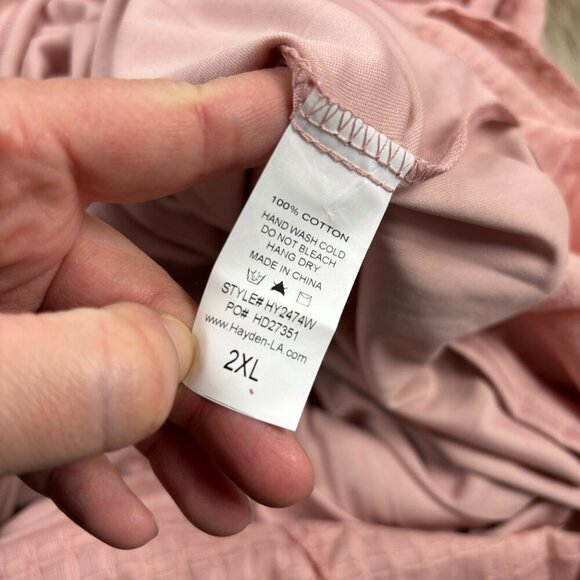 100% COTTON
HAND WASH COLD
DO NOT BLEACH
HANG DRY
MADE IN CHINA
STYLE# HY2474W
PO# HD27351
www.Hayden-LA.com
2XL